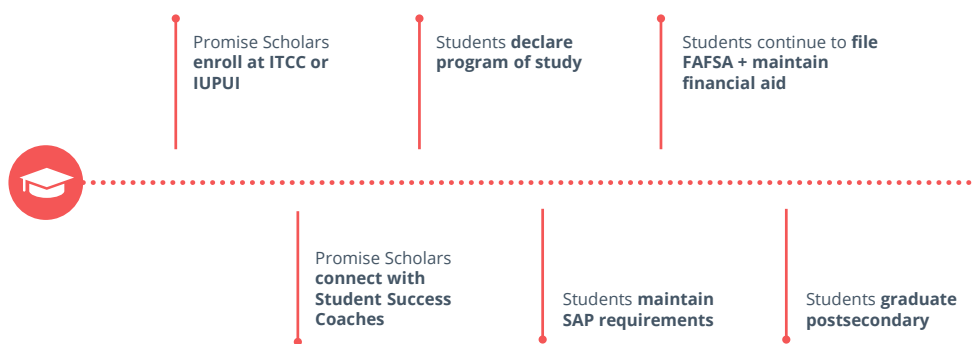 Promise Scholars
enroll at ITCC or
IUPUI
Students declare
program of study
Students continue to file
FAFSA + maintain
financial aid
Promise Scholars
connect with
Student Success
Coaches
Students maintain
SAP requirements
Students graduate
postsecondary